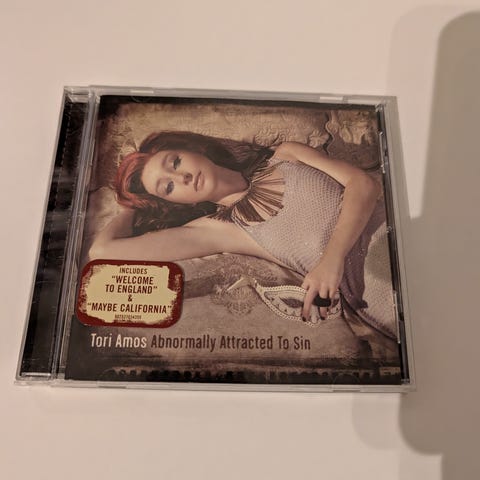 INCLUDES
"WELCOME
TO ENGLAND"
&
"MAYBE CALIFORNIA"
Tori Amos Abnormally Attracted To Sin